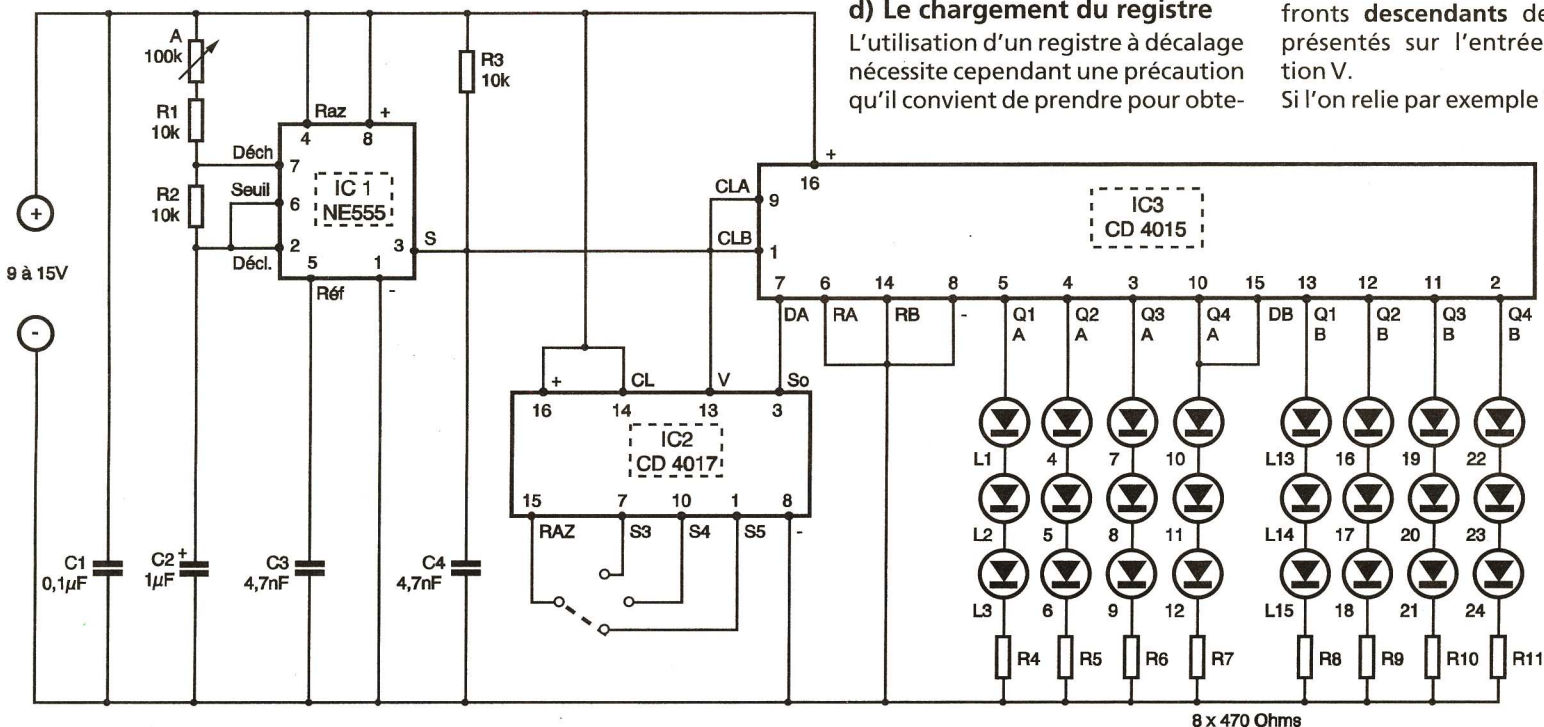 d) Le chargement du registre
L'utilisation d'un registre à décalage
nécessite cependant une précaution
qu'il convient de prendre pour obte-
fronts descendants de
présentés sur l'entrée
tion V.
Si l'on relie par exemple
A
100k
R1
10k
R2
10k
Déch
Seuil
Décl.
Raz
+
4
8
7
6
2
5
1
3
IC 1
NE555
S
Réf
-
R3
10k
+
9 à 15V
-
C1
0,1µF
C2
+
1µF
C3
4,7nF
C4
4,7nF
+
CL
V
So
16
14
13
3
IC2
CD 4017
15
7
10
1
8
RAZ
S3
S4
S5
-
+
16
CLA
9
CLB
1
IC3
CD 4015
7
6
14
8
5
4
3
10
15
13
12
11
2
DA
RA
RB
-
Q1
A
Q2
A
Q3
A
Q4
A
DB
Q1
B
Q2
B
Q3
B
Q4
B
L1
4
7
10
L13
16
19
22
L2
5
8
11
L14
17
20
23
L3
6
9
12
L15
18
21
24
R4
R5
R6
R7
R8
R9
R10
R11
8 x 470 Ohms